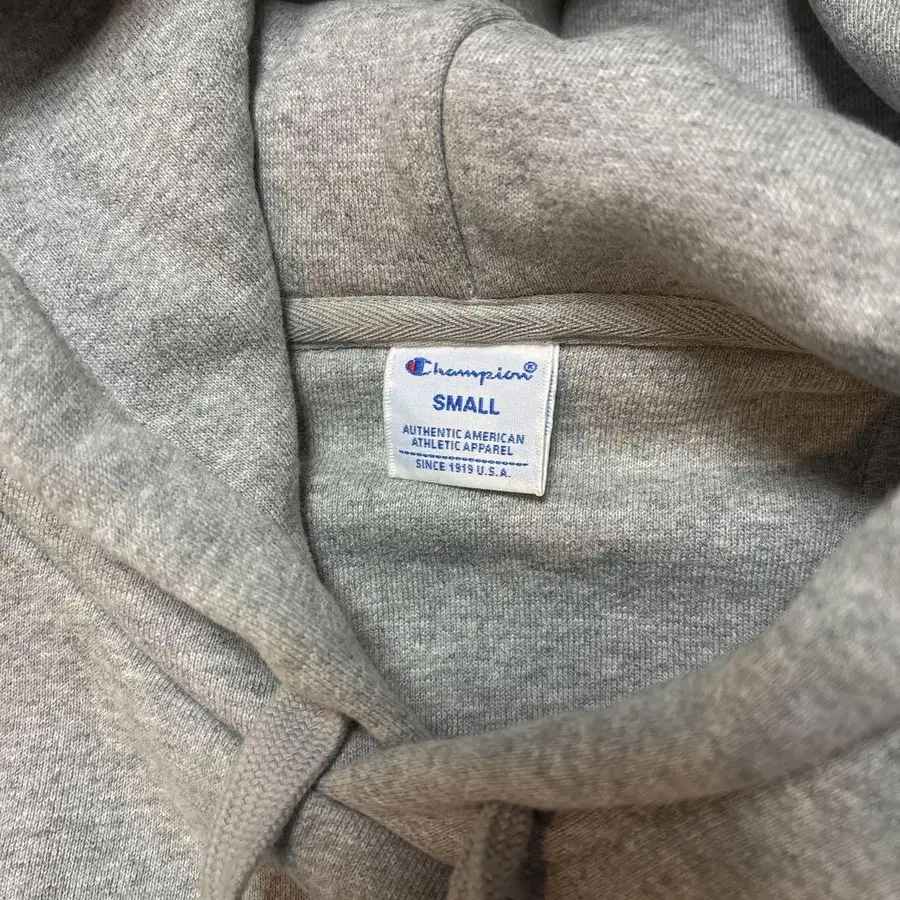 Champion®
SMALL
AUTHENTIC AMERICAN
ATHLETIC APPAREL
SINCE 1919 U.S.A.